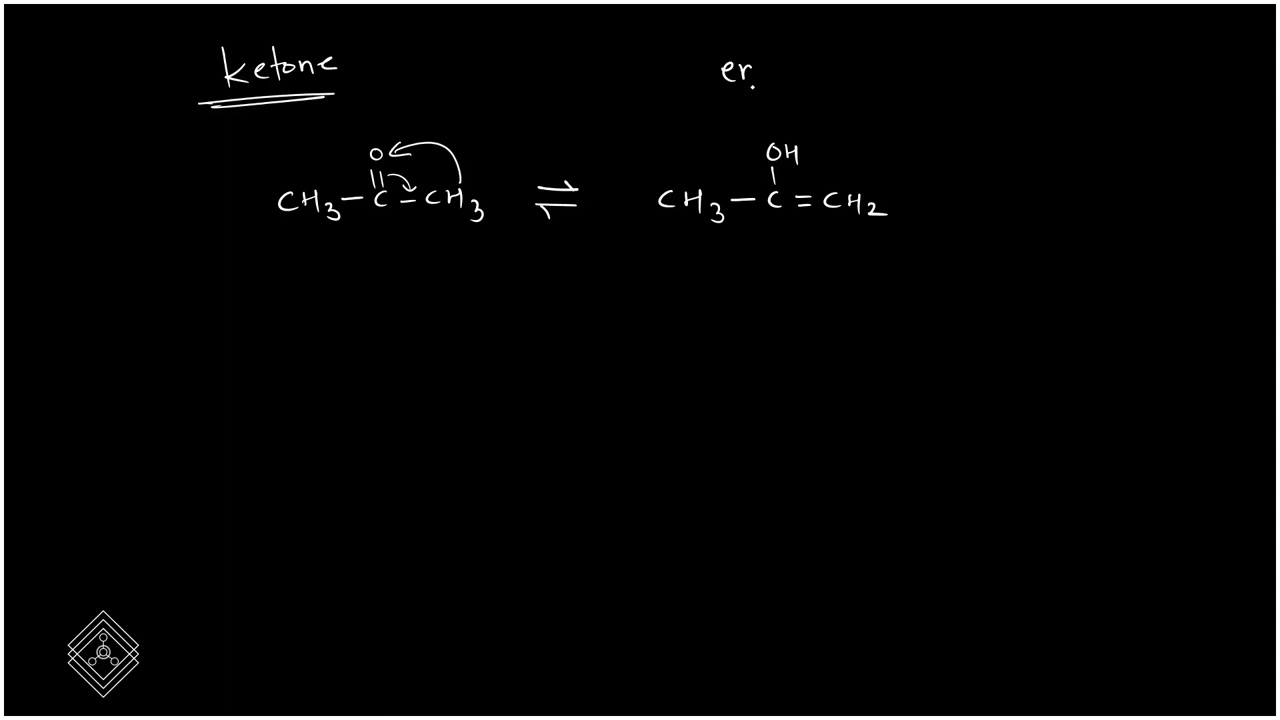 ketone er.
O OH
CH3-C-CH3 ⇌ CH3-C=CH2